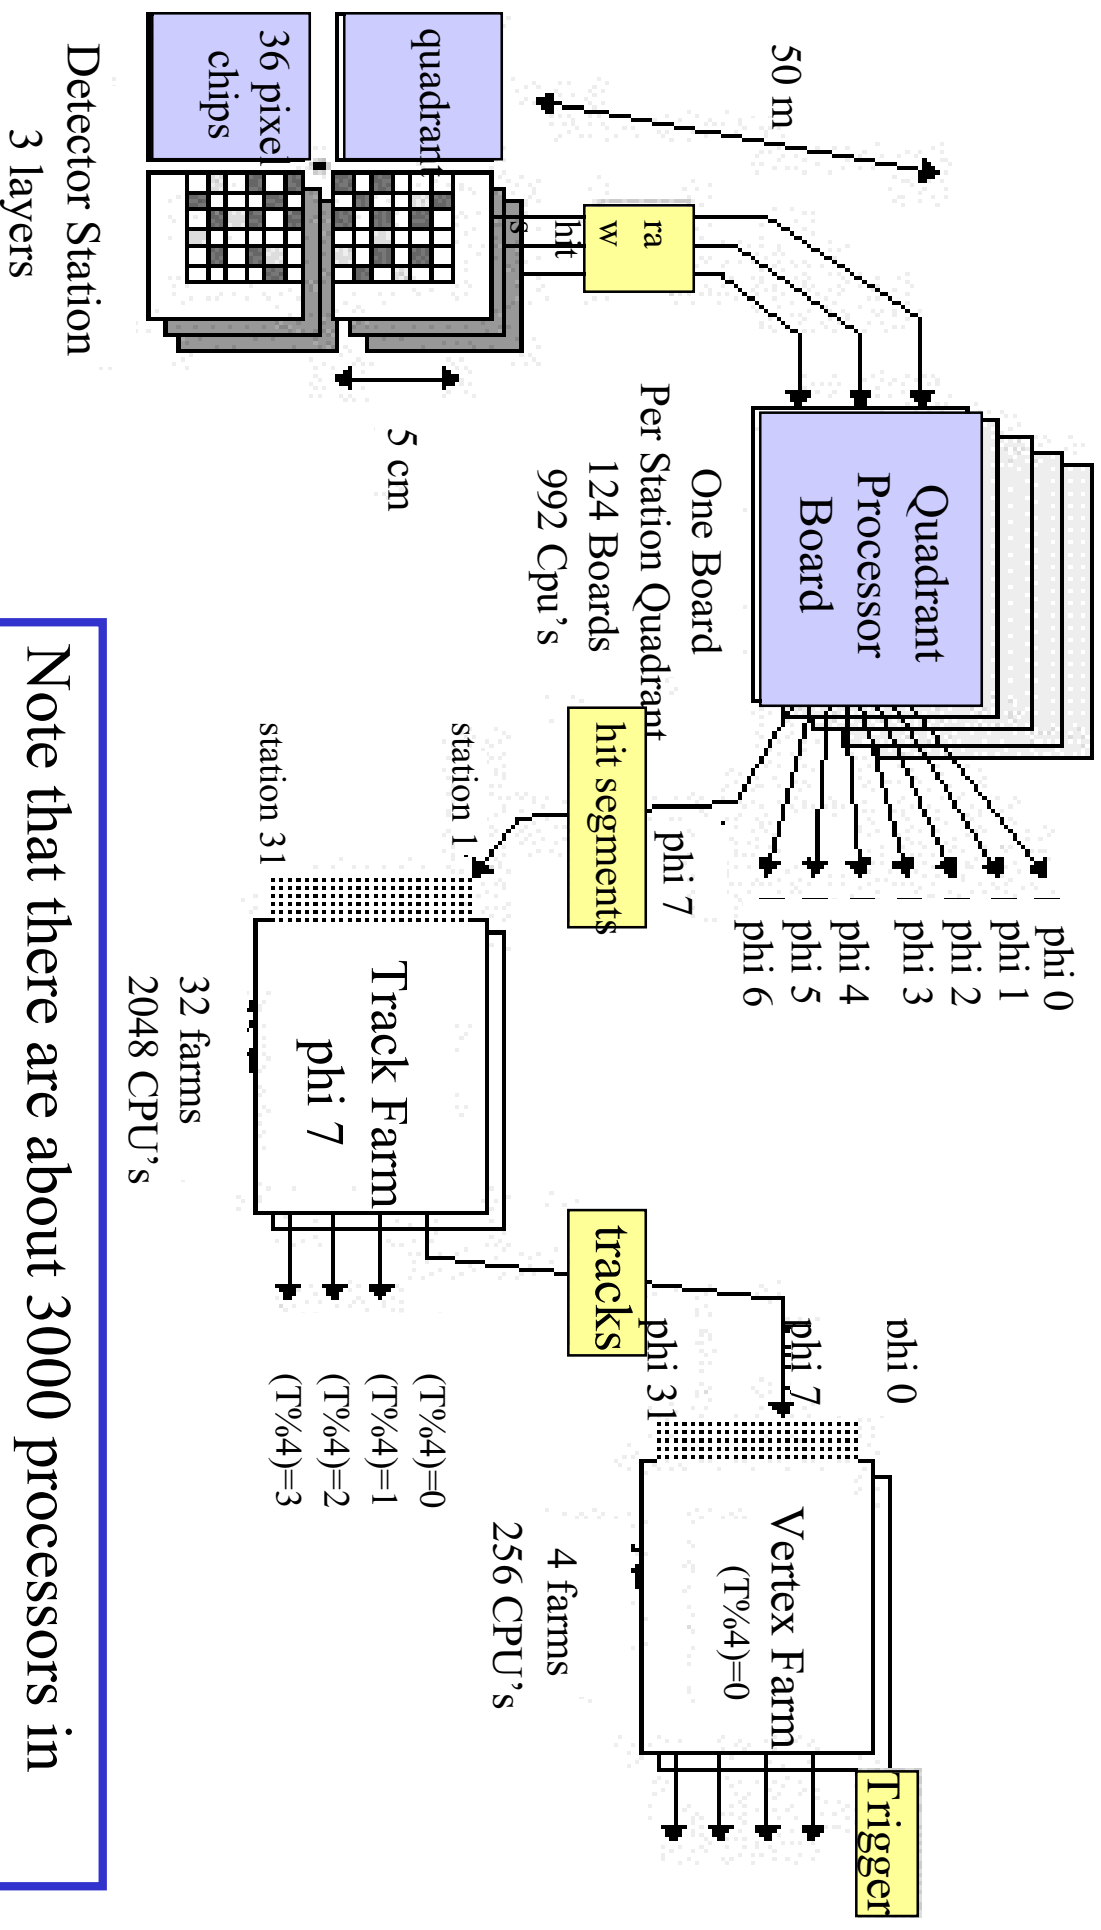 50 m
quadrant
36 pixel
chips
Detector Station
3 layers
5 cm
ra
w
hit
s
Quadrant
Processor
Board
One Board
Per Station Quadrant
124 Boards
992 Cpu's
phi 0
phi 1
phi 2
phi 3
phi 4
phi 5
phi 6
phi 7
hit segments
station 1
station 31
Track Farm
phi 7
32 farms
2048 CPU's
tracks
(T%4)=0
(T%4)=1
(T%4)=2
(T%4)=3
phi 0
phi 7
phi 31
Vertex Farm
(T%4)=0
4 farms
256 CPU's
Trigger
Note that there are about 3000 processors in